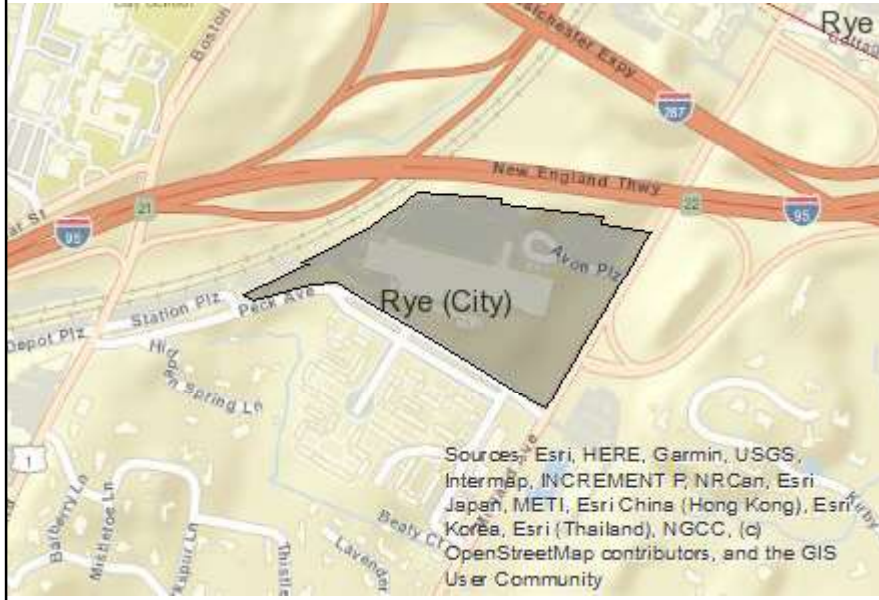 Boston
Rye
Westchester Expy
287
New England Thwy
22
95
21
95
Avon Plz
Rye (City)
Station Plz
Peck Ave
Depot Plz
Hidden Spring Ln
1
Barberry Ln
Mistletoe Ln
Thistle
Lavender
Beaty Ct
Kirby
Sources: Esri, HERE, Garmin, USGS,
Intermap, INCREMENT P, NRCan, Esri
Japan, METI, Esri China (Hong Kong), Esri
Korea, Esri (Thailand), NGCC, (c)
OpenStreetMap contributors, and the GIS
User Community